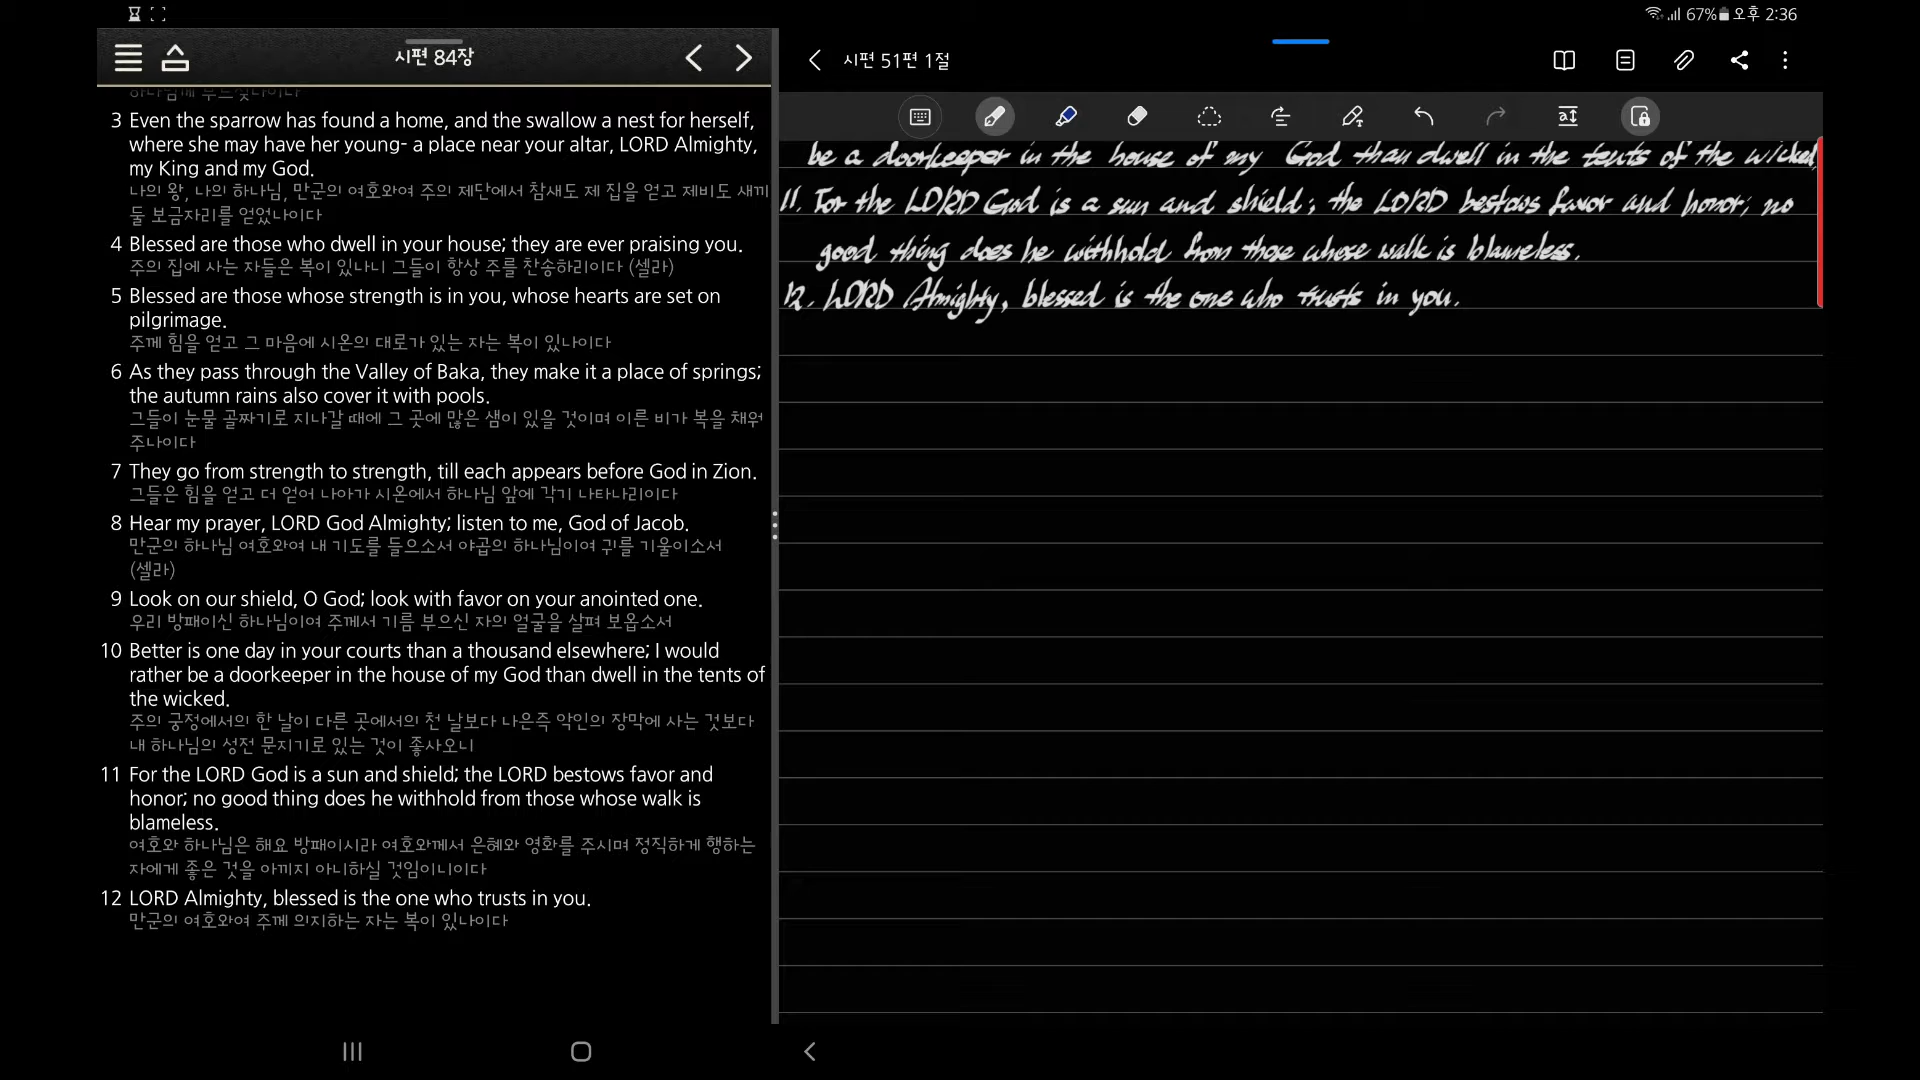 67% 오후 2:36
시편 84장
하나님께 부르짖나이다
3 Even the sparrow has found a home, and the swallow a nest for herself,
where she may have her young- a place near your altar, LORD Almighty,
my King and my God.
나의 왕, 나의 하나님, 만군의 여호와여 주의 제단에서 참새도 제 집을 얻고 제비도 새끼
둘 보금자리를 얻었나이다
4 Blessed are those who dwell in your house; they are ever praising you.
주의 집에 사는 자들은 복이 있나니 그들이 항상 주를 찬송하리이다 (셀라)
5 Blessed are those whose strength is in you, whose hearts are set on
pilgrimage.
주께 힘을 얻고 그 마음에 시온의 대로가 있는 자는 복이 있나이다
6 As they pass through the Valley of Baka, they make it a place of springs;
the autumn rains also cover it with pools.
그들이 눈물 골짜기로 지나갈 때에 그 곳에 많은 샘이 있을 것이며 이른 비가 복을 채워
주나이다
7 They go from strength to strength, till each appears before God in Zion.
그들은 힘을 얻고 더 얻어 나아가 시온에서 하나님 앞에 각기 나타나리이다
8 Hear my prayer, LORD God Almighty; listen to me, God of Jacob.
만군의 하나님 여호와여 내 기도를 들으소서 야곱의 하나님이여 귀를 기울이소서
(셀라)
9 Look on our shield, O God; look with favor on your anointed one.
우리 방패이신 하나님이여 주께서 기름 부으신 자의 얼굴을 살펴 보옵소서
10 Better is one day in your courts than a thousand elsewhere; I would
rather be a doorkeeper in the house of my God than dwell in the tents of
the wicked.
주의 궁정에서의 한 날이 다른 곳에서의 천 날보다 나은즉 악인의 장막에 사는 것보다
내 하나님의 성전 문지기로 있는 것이 좋사오니
11 For the LORD God is a sun and shield; the LORD bestows favor and
honor; no good thing does he withhold from those whose walk is
blameless.
여호와 하나님은 해요 방패이시라 여호와께서 은혜와 영화를 주시며 정직하게 행하는
자에게 좋은 것을 아끼지 아니하실 것임이니이다
12 LORD Almighty, blessed is the one who trusts in you.
만군의 여호와여 주께 의지하는 자는 복이 있나이다
시편 51편 1절
be a doorkeeper in the house of my God than dwell in the tents of the wicked.
11. For the LORD God is a sun and shield; the LORD bestows favor and honor; no
good thing does he withhold from those whose walk is blameless.
12. LORD Almighty, blessed is the one who trusts in you.